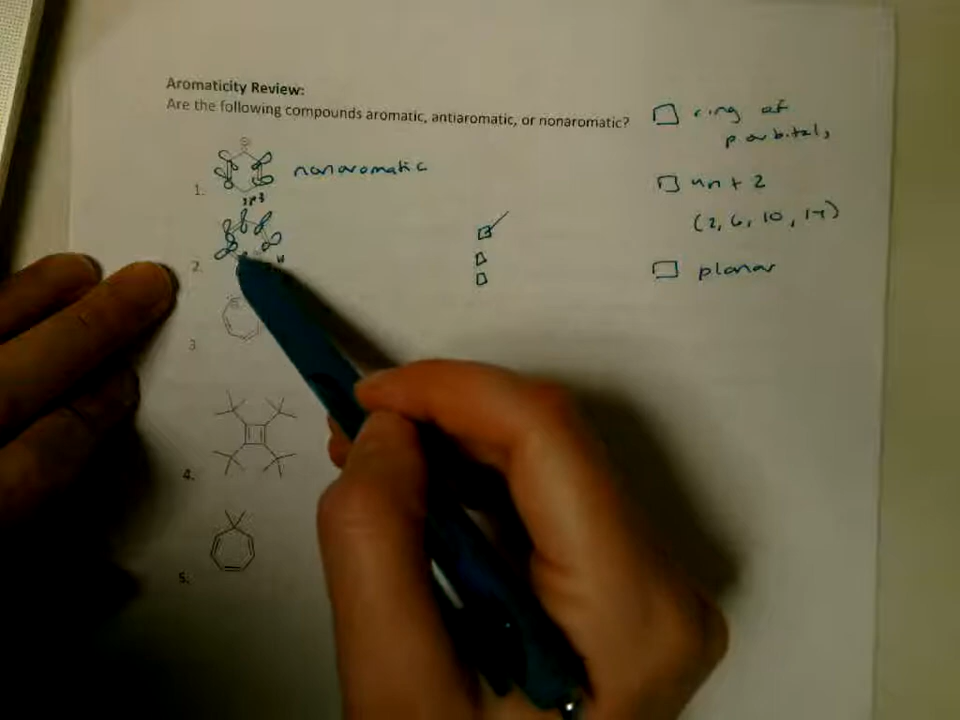 Aromaticity Review:
Are the following compounds aromatic, antiaromatic, or nonaromatic?
ring of
p orbitals
1. nonaromatic
sp3
4n + 2
(2, 6, 10, 14)
2.
planar
3
4.
5.